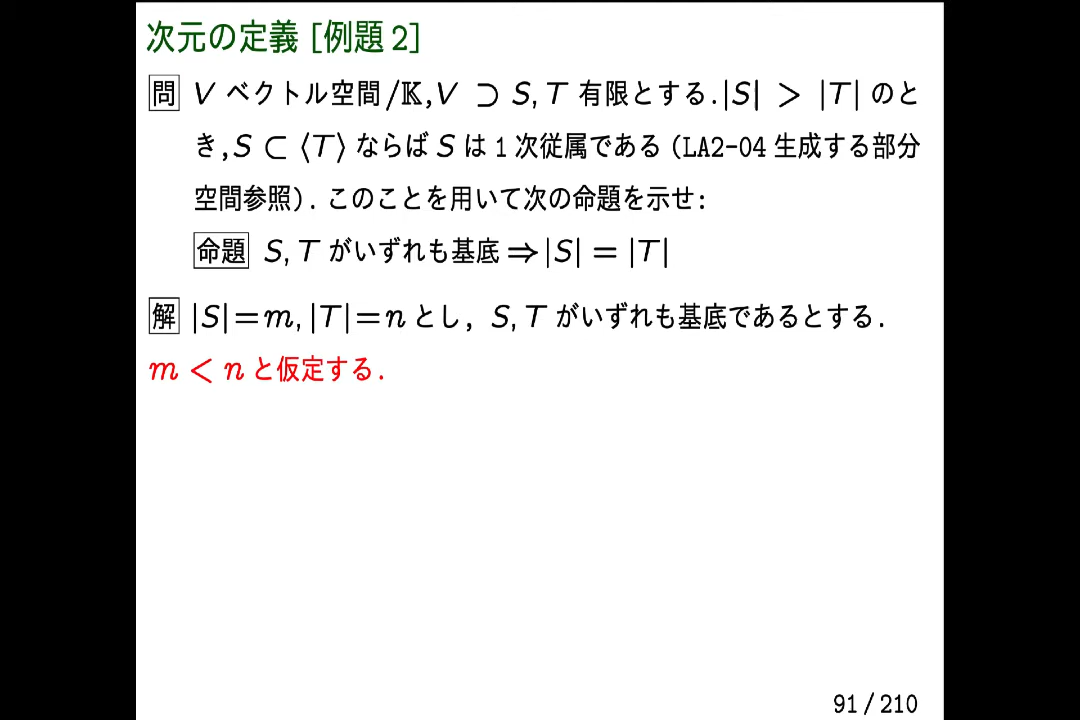 次元の定義 [例題 2]
問 V ベクトル空間/𝕂,V ⊃ S,T 有限とする.|S| > |T| のと
き,S ⊂ ⟨T⟩ ならば S は 1 次従属である (LA2-04 生成する部分
空間参照). このことを用いて次の命題を示せ:
命題 S,T がいずれも基底 ⇒ |S| = |T|
解 |S|=m,|T|=n とし, S,T がいずれも基底であるとする.
m < n と仮定する.
91 / 210